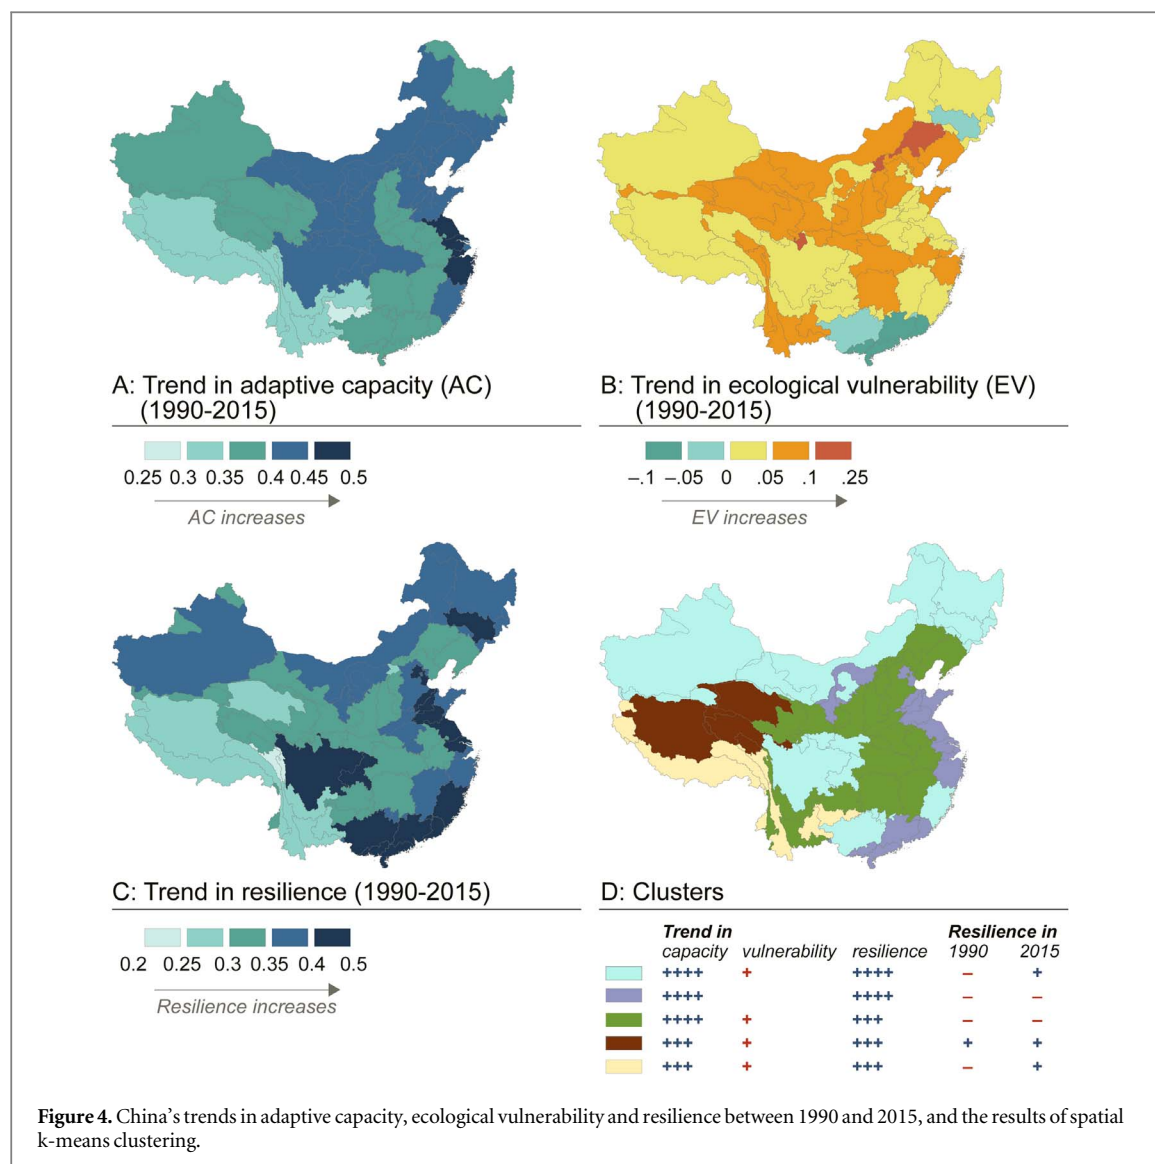 A: Trend in adaptive capacity (AC)
(1990-2015)
0.25 0.3 0.35 0.4 0.45 0.5
AC increases
B: Trend in ecological vulnerability (EV)
(1990-2015)
–.1 –.05 0 .05 .1 .25
EV increases
C: Trend in resilience (1990-2015)
0.2 0.25 0.3 0.35 0.4 0.5
Resilience increases
D: Clusters
Trend in Resilience in
capacity vulnerability resilience 1990 2015
++++ + ++++ – +
++++ ++++ – –
++++ + +++ – –
+++ + +++ + +
+++ + +++ – +
Figure 4. China's trends in adaptive capacity, ecological vulnerability and resilience between 1990 and 2015, and the results of spatial
k-means clustering.